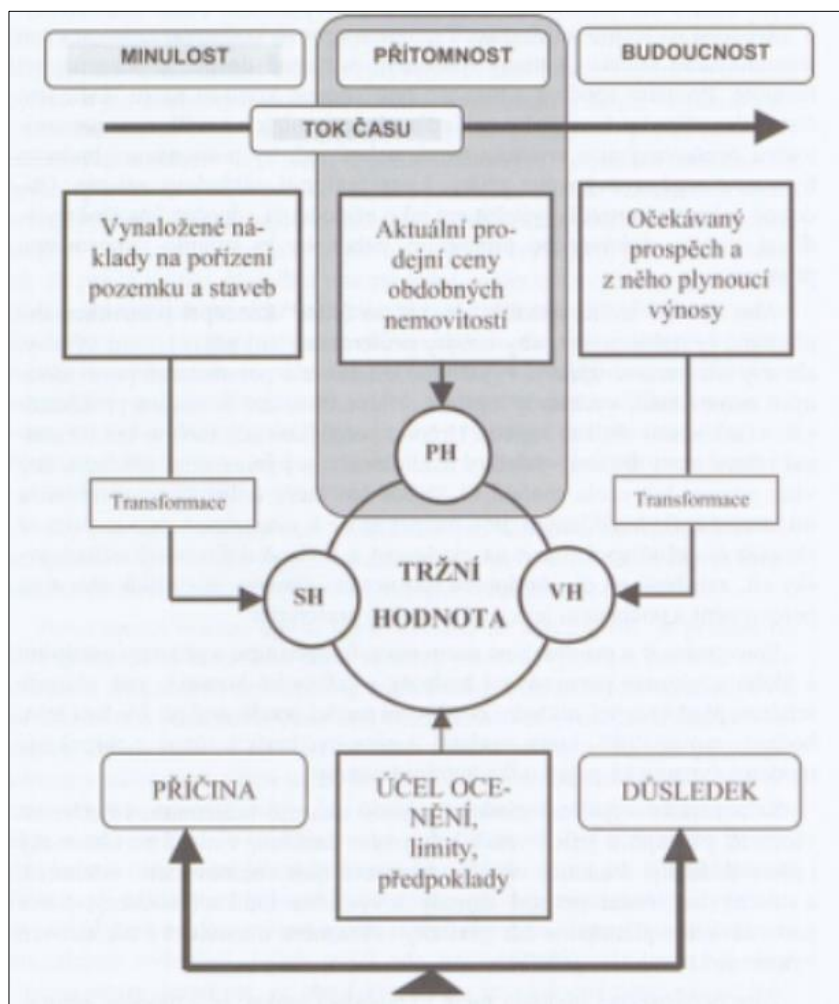 MINULOST
PŘÍTOMNOST
BUDOUCNOST
TOK ČASU
Vynaložené ná-
klady na pořízení
pozemku a staveb
Aktuální pro-
dejní ceny
obdobných
nemovitostí
Očekávaný
prospěch a
z něho plynoucí
výnosy
PH
Transformace
Transformace
SH
TRŽNÍ
HODNOTA
VH
PŘÍČINA
ÚČEL OCE-
NĚNÍ,
limity,
předpoklady
DŮSLEDEK